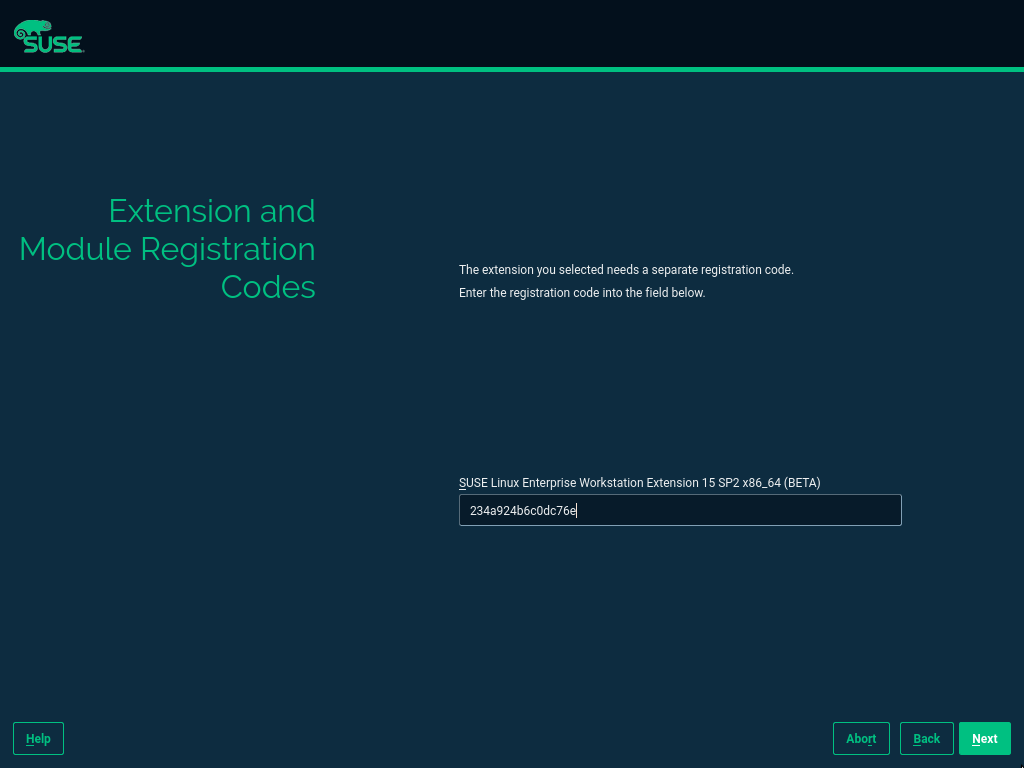 SUSE
Extension and
Module Registration
Codes
The extension you selected needs a separate registration code.
Enter the registration code into the field below.
SUSE Linux Enterprise Workstation Extension 15 SP2 x86_64 (BETA)
234a924b6c0dc76e
Help
Abort
Back
Next